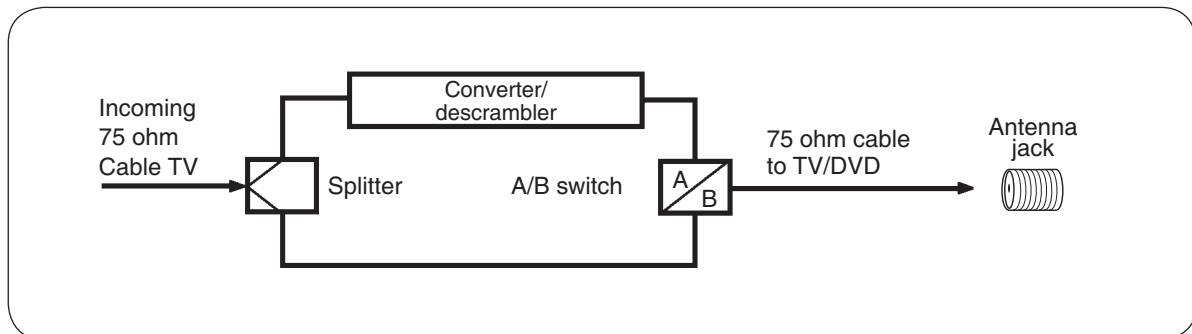 Incoming
75 ohm
Cable TV
Splitter
Converter/
descrambler
A/B switch
A
B
75 ohm cable
to TV/DVD
Antenna
jack